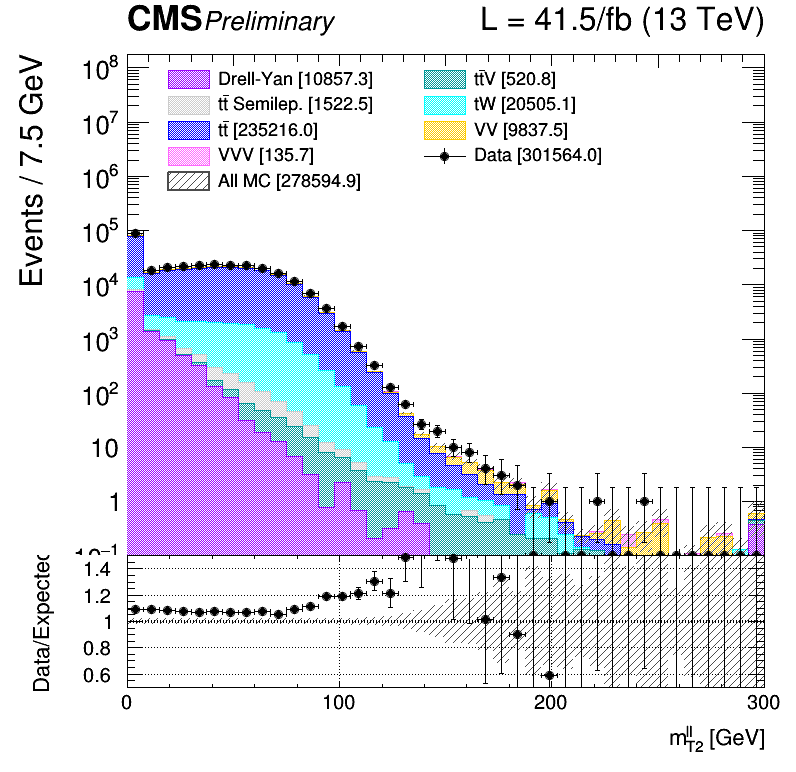 CMS Preliminary L = 41.5/fb (13 TeV)
Events / 7.5 GeV
10⁸
10⁷
10⁶
10⁵
10⁴
10³
10²
10
1
10⁻¹
Drell-Yan [10857.3]
tt̄ Semilep. [1522.5]
tt̄ [235216.0]
VVV [135.7]
All MC [278594.9]
tt̄V [520.8]
tW [20505.1]
VV [9837.5]
Data [301564.0]
Data/Expected
1.4
1.2
1
0.8
0.6
0 100 200 300
m_T2^ll [GeV]